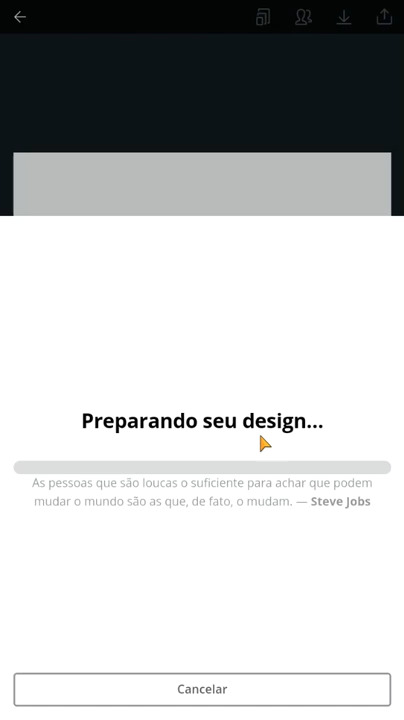 Preparando seu design...
As pessoas que são loucas o suficiente para achar que podem
mudar o mundo são as que, de fato, o mudam. — Steve Jobs
Cancelar